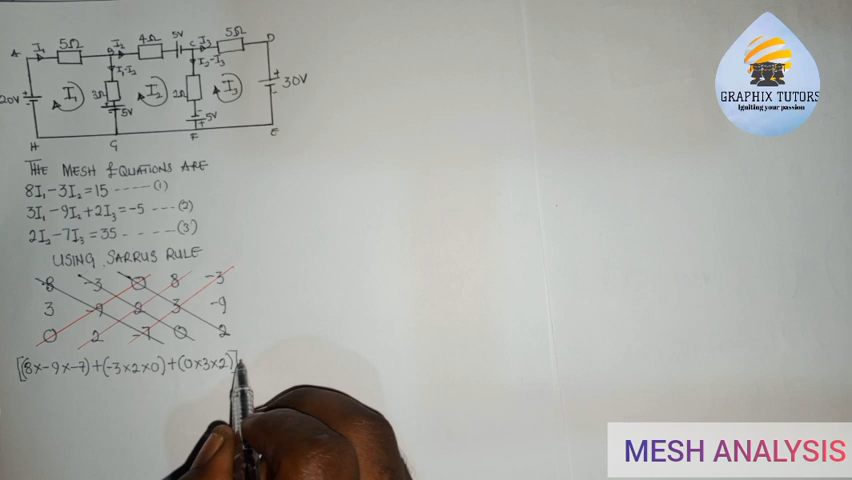 A I₁ 5Ω B I₂ 4Ω 5V C I₃ 5Ω D
I₁-I₂ I₂-I₃
20V I₁ 3Ω I₂ 2Ω I₃ 30V
5V 5V
H G F E
THE MESH EQUATIONS ARE
8I₁-3I₂=15 ---- (1)
3I₁-9I₂+2I₃=-5 --- (2)
2I₂-7I₃=35 - - - - - (3)
USING SARRUS RULE
8 -3 0 8 -3
3 -9 2 3 -9
0 2 -7 0 2
[(8x-9x-7)+(-3x2x0)+(0x3x2)]
GRAPHIX TUTORS
Igniting your passion
MESH ANALYSIS